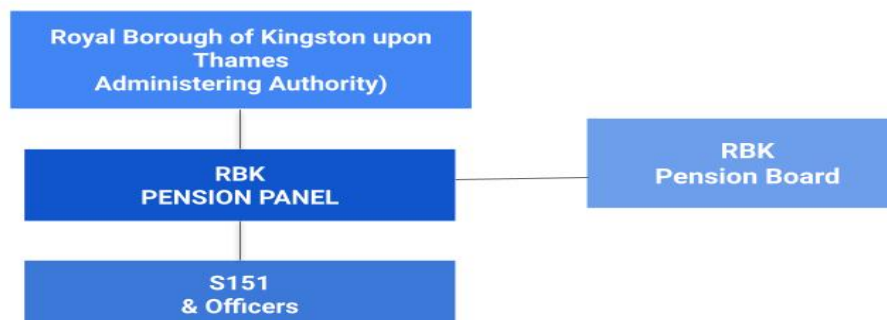 Royal Borough of Kingston upon
Thames
Administering Authority)
RBK
PENSION PANEL
RBK
Pension Board
S151
& Officers